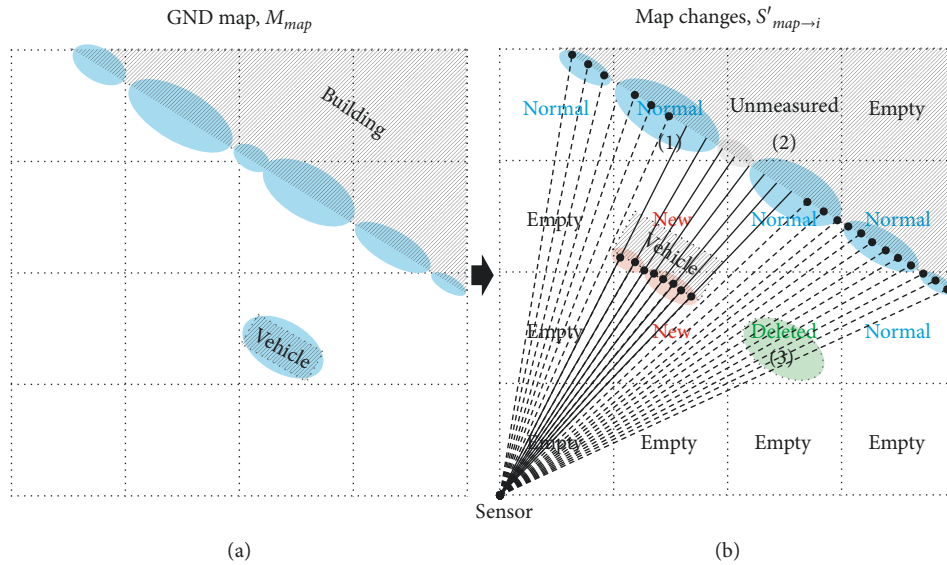 GND map, M_map
Building
Vehicle
(a)
Map changes, S′_map→i
Normal
Normal
(1)
Unmeasured
(2)
Empty
Empty
New
Normal
Normal
Vehicle
Empty
New
Deleted
(3)
Normal
Empty
Empty
Empty
Empty
Sensor
(b)